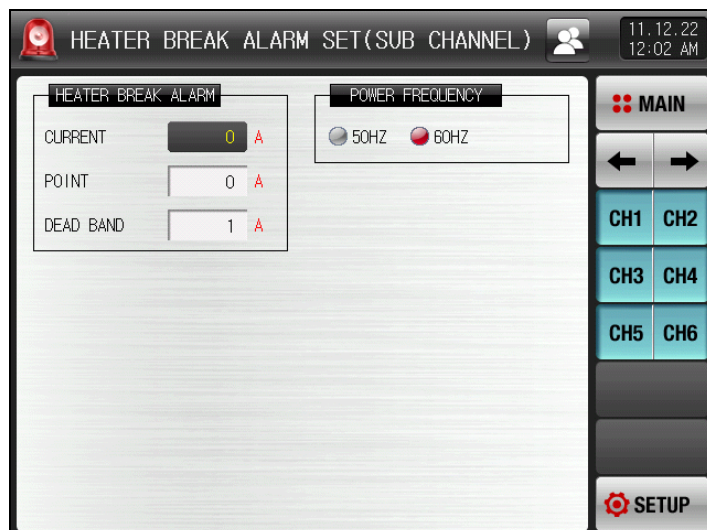 HEATER BREAK ALARM SET(SUB CHANNEL)
11.12.22
12:02 AM
HEATER BREAK ALARM
CURRENT 0 A
POINT 0 A
DEAD BAND 1 A
POWER FREQUENCY
50HZ 60HZ
MAIN
CH1 CH2
CH3 CH4
CH5 CH6
SETUP